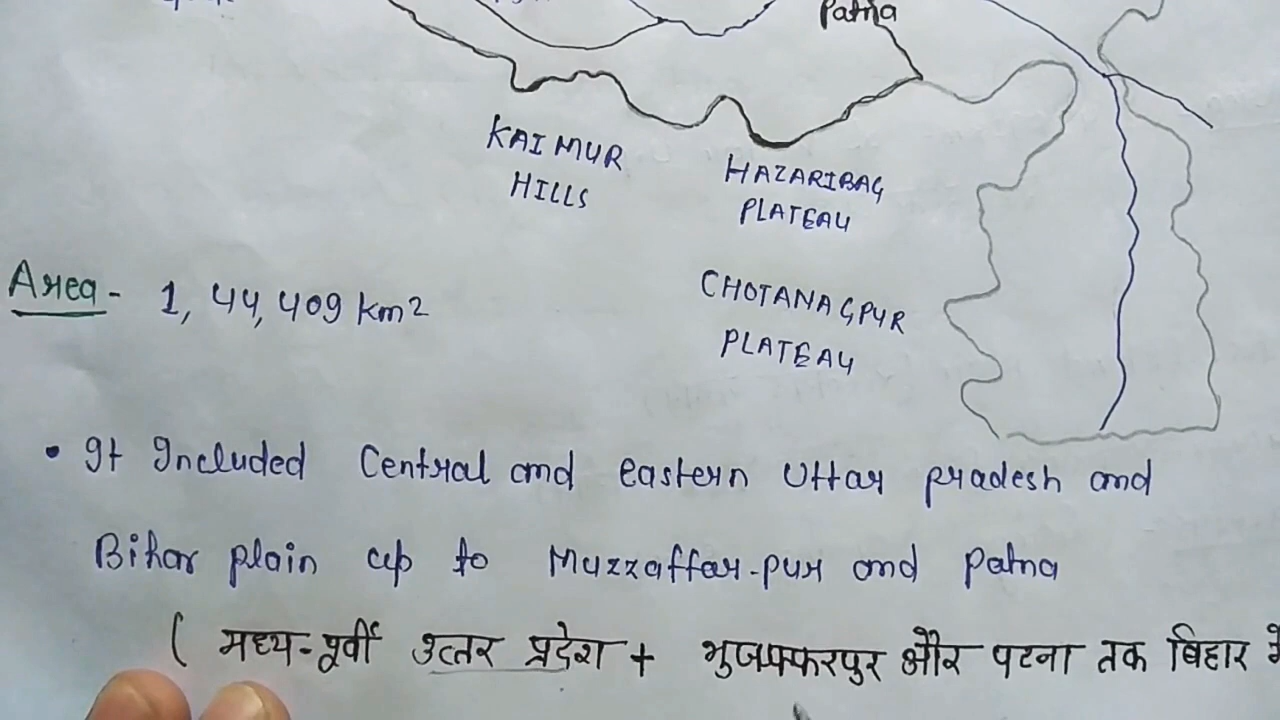 Patna
KAIMUR
HILLS
HAZARIBAG
PLATEAU
CHOTANAGPUR
PLATEAU
Area - 1,44,409 km²
• It Included Central and eastern Uttar pradesh and
Bihar plain up to Muzzaffar-pur and Patna
( मध्य-पूर्वी उत्तर प्रदेश + मुजफ्फरपुर और पटना तक बिहार